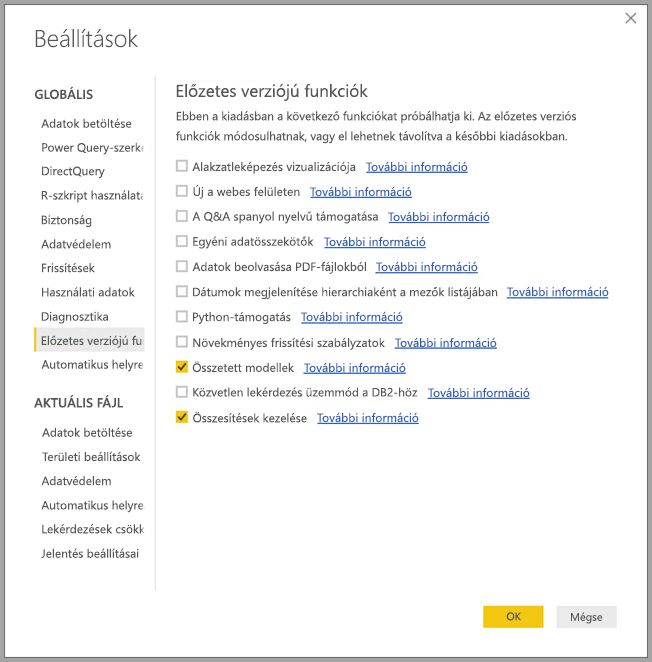 Beállítások
GLOBÁLIS
Adatok betöltése
Power Query-szerke
DirectQuery
R-szkript használata
Biztonság
Adatvédelem
Frissítések
Használati adatok
Diagnosztika
Előzetes verziójú fu
Automatikus helyre
AKTUÁLIS FÁJL
Adatok betöltése
Területi beállítások
Adatvédelem
Automatikus helyre
Lekérdezések csökk
Jelentés beállításai
Előzetes verziójú funkciók
Ebben a kiadásban a következő funkciókat próbálhatja ki. Az előzetes verziós
funkciók módosulhatnak, vagy el lehetnek távolítva a későbbi kiadásokban.
Alakzatleképezés vizualizációja További információ
Új a webes felületen További információ
A Q&A spanyol nyelvű támogatása További információ
Egyéni adatösszekötők További információ
Adatok beolvasása PDF-fájlokból További információ
Dátumok megjelenítése hierarchiaként a mezők listájában További információ
Python-támogatás További információ
Növekményes frissítési szabályzatok További információ
Összetett modellek További információ
Közvetlen lekérdezés üzemmód a DB2-höz További információ
Összesítések kezelése További információ
OK Mégse